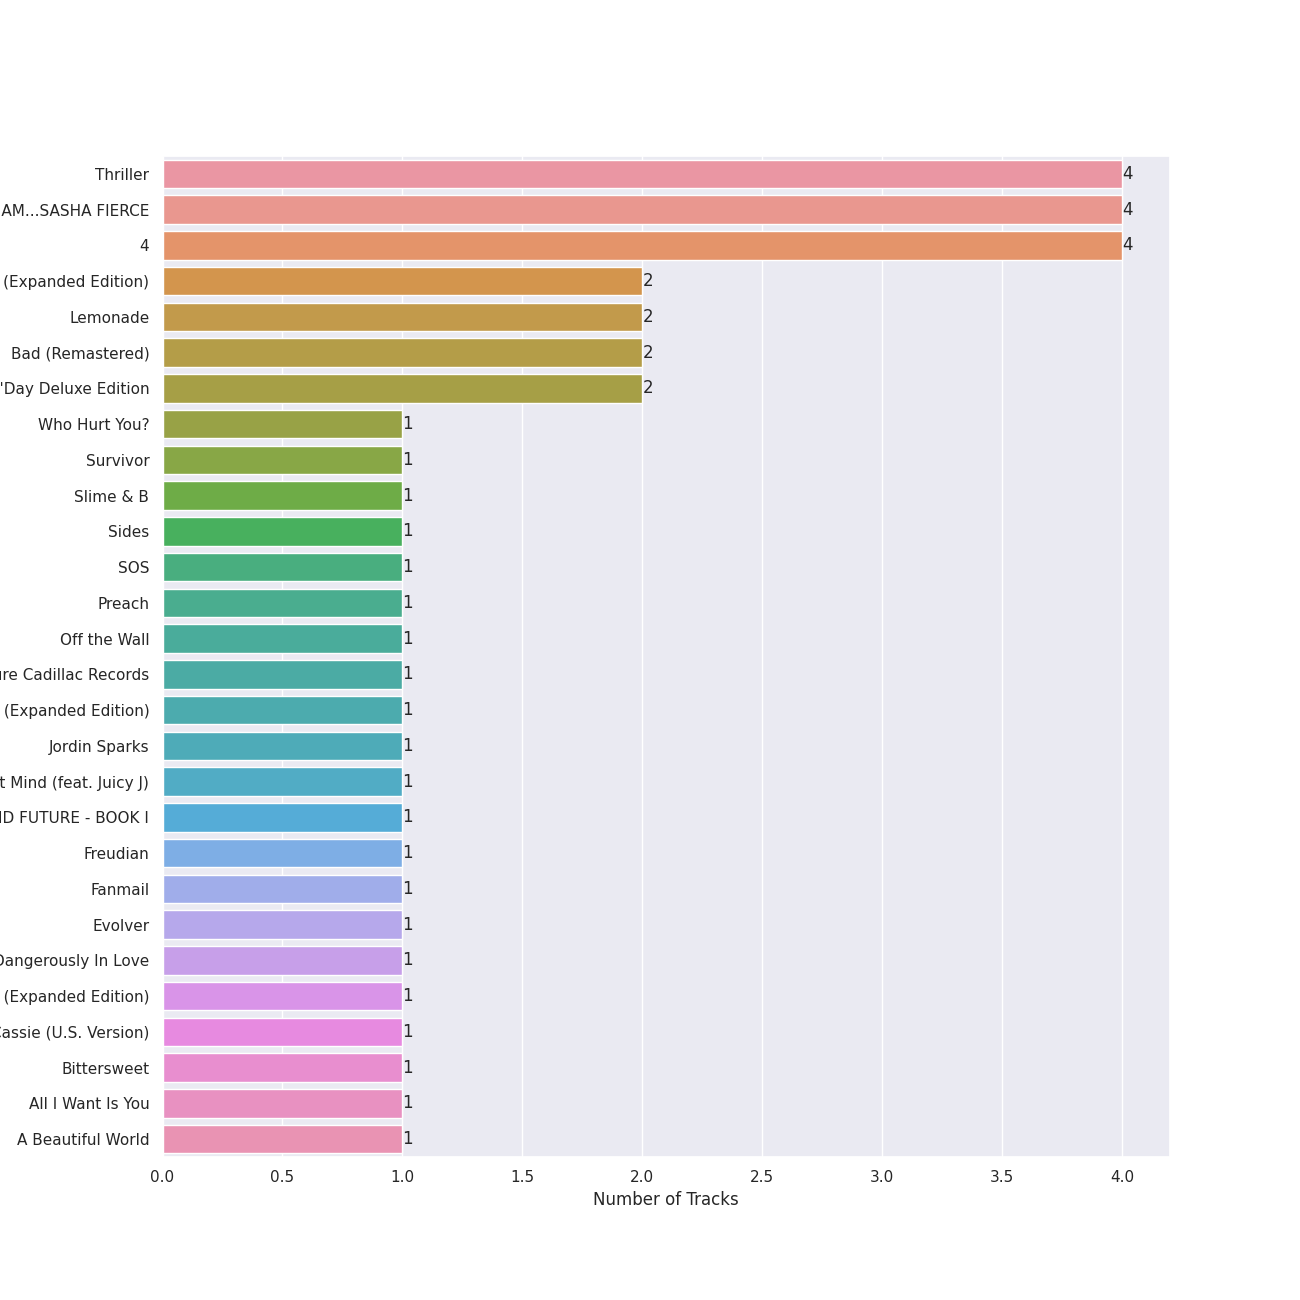 Thriller 4
AM...SASHA FIERCE 4
4 4
(Expanded Edition) 2
Lemonade 2
Bad (Remastered) 2
'Day Deluxe Edition 2
Who Hurt You? 1
Survivor 1
Slime & B 1
Sides 1
SOS 1
Preach 1
Off the Wall 1
Cadillac Records 1
(Expanded Edition) 1
Jordin Sparks 1
t Mind (feat. Juicy J) 1
FUTURE - BOOK I 1
Freudian 1
Fanmail 1
Evolver 1
Dangerously In Love 1
(Expanded Edition) 1
Cassie (U.S. Version) 1
Bittersweet 1
All I Want Is You 1
A Beautiful World 1
0.0 0.5 1.0 1.5 2.0 2.5 3.0 3.5 4.0
Number of Tracks